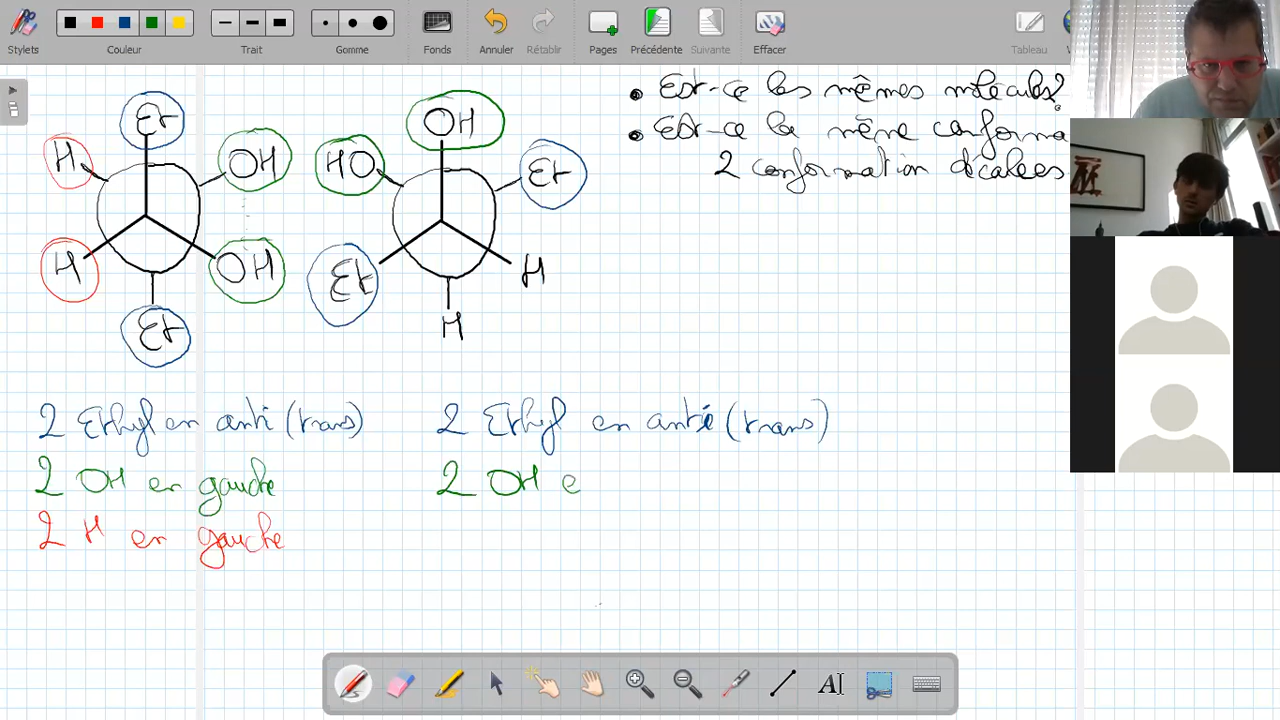 Stylets
Couleur
Trait
Gomme
Fonds
Annuler
Rétablir
Pages
Précédente
Suivante
Effacer
Tableau
• Est-ce les mêmes molécules?
• Est-ce la même conforma
2 conformation décalées
Et
H
OH
H
OH
Et
OH
HO
Et
Et
H
H
2 Ethyl en anti (trans)
2 Ethyl en anti (trans)
2 OH en gauche
2 OH e
2 H en gauche
AI